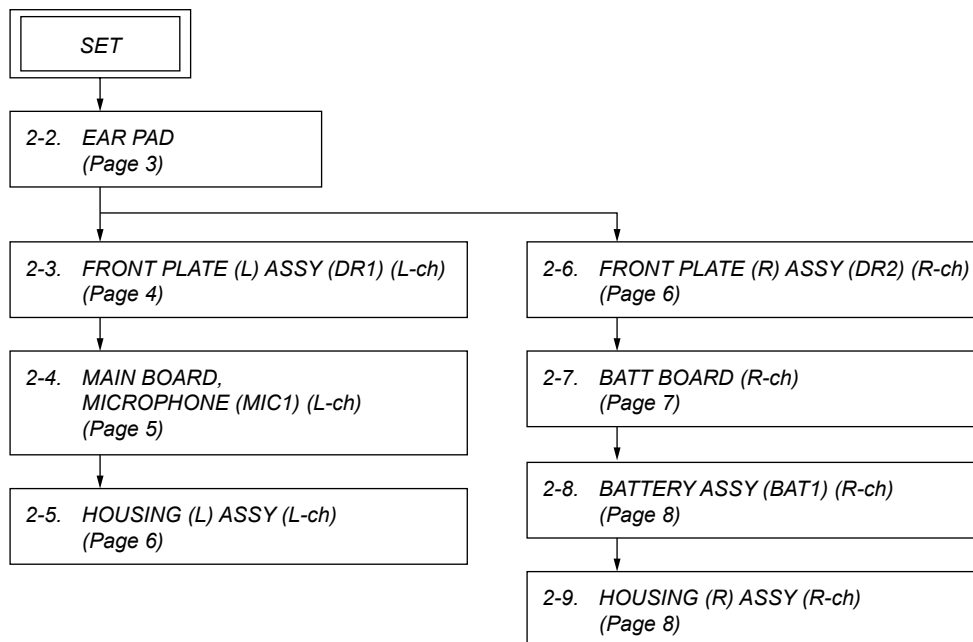 SET
2-2. EAR PAD
(Page 3)
2-3. FRONT PLATE (L) ASSY (DR1) (L-ch)
(Page 4)
2-4. MAIN BOARD,
MICROPHONE (MIC1) (L-ch)
(Page 5)
2-5. HOUSING (L) ASSY (L-ch)
(Page 6)
2-6. FRONT PLATE (R) ASSY (DR2) (R-ch)
(Page 6)
2-7. BATT BOARD (R-ch)
(Page 7)
2-8. BATTERY ASSY (BAT1) (R-ch)
(Page 8)
2-9. HOUSING (R) ASSY (R-ch)
(Page 8)